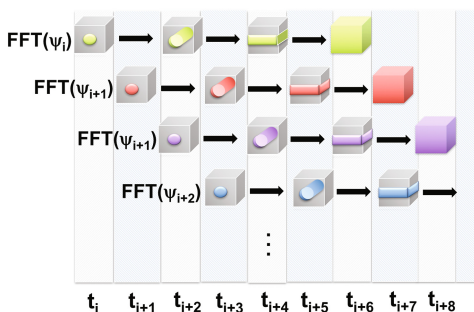 FFT(ψi)
FFT(ψi+1)
FFT(ψi+1)
FFT(ψi+2)
ti ti+1 ti+2 ti+3 ti+4 ti+5 ti+6 ti+7 ti+8